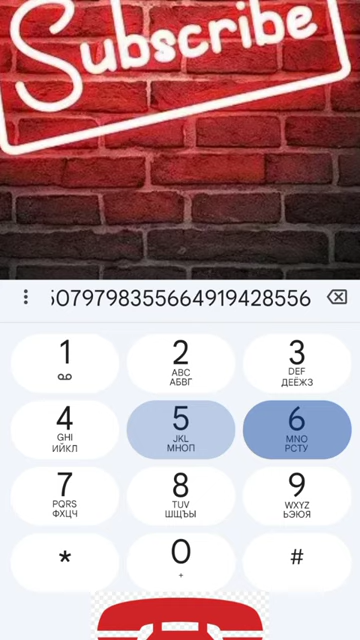 Subscribe
5079798355664919428556
1
2
ABC
АБВГ
3
DEF
ДЕЁЖЗ
4
GHI
ИЙКЛ
5
JKL
МНОП
6
MNO
РСТУ
7
PQRS
ФХЦЧ
8
TUV
ШЩЪЫ
9
WXYZ
ЬЭЮЯ
*
0
+
#